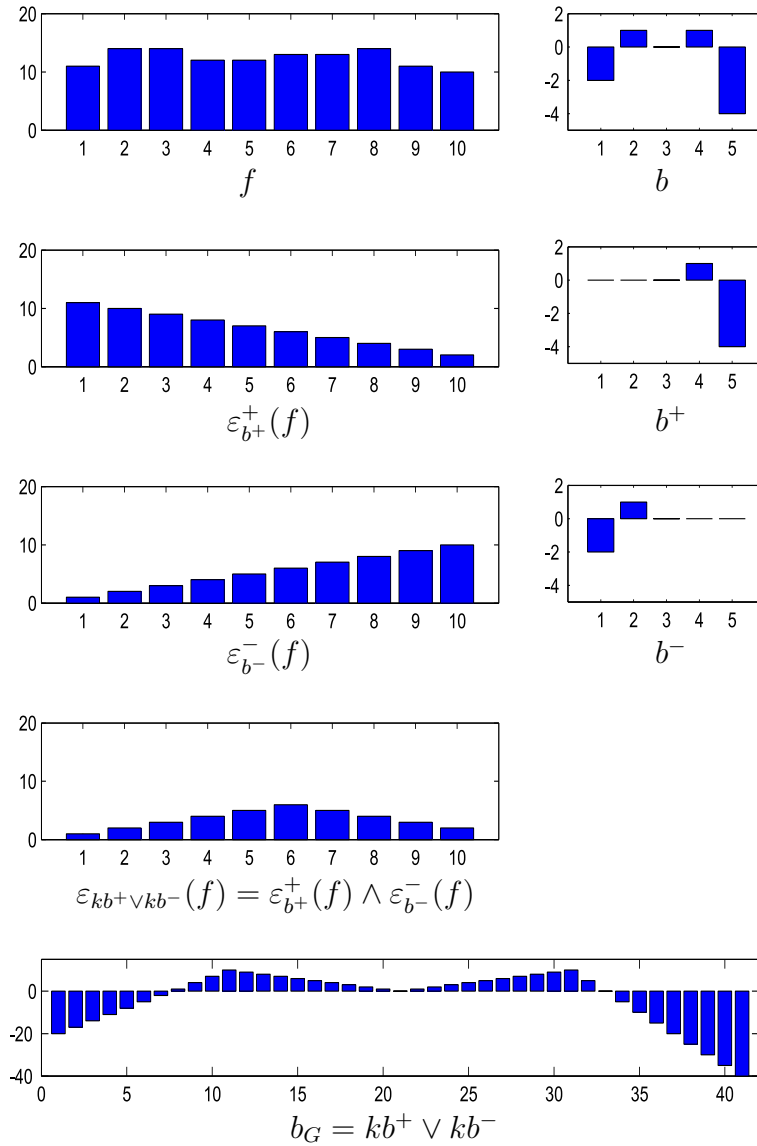 20
10
0
1 2 3 4 5 6 7 8 9 10
f
2
0
-2
-4
1 2 3 4 5
b
20
10
0
1 2 3 4 5 6 7 8 9 10
ε⁺_{b⁺}(f)
2
0
-2
-4
1 2 3 4 5
b⁺
20
10
0
1 2 3 4 5 6 7 8 9 10
ε⁻_{b⁻}(f)
2
0
-2
-4
1 2 3 4 5
b⁻
20
10
0
1 2 3 4 5 6 7 8 9 10
ε_{kb⁺∨kb⁻}(f) = ε⁺_{b⁺}(f) ∧ ε⁻_{b⁻}(f)
0
-20
-40
0 5 10 15 20 25 30 35 40
b_G = kb⁺ ∨ kb⁻